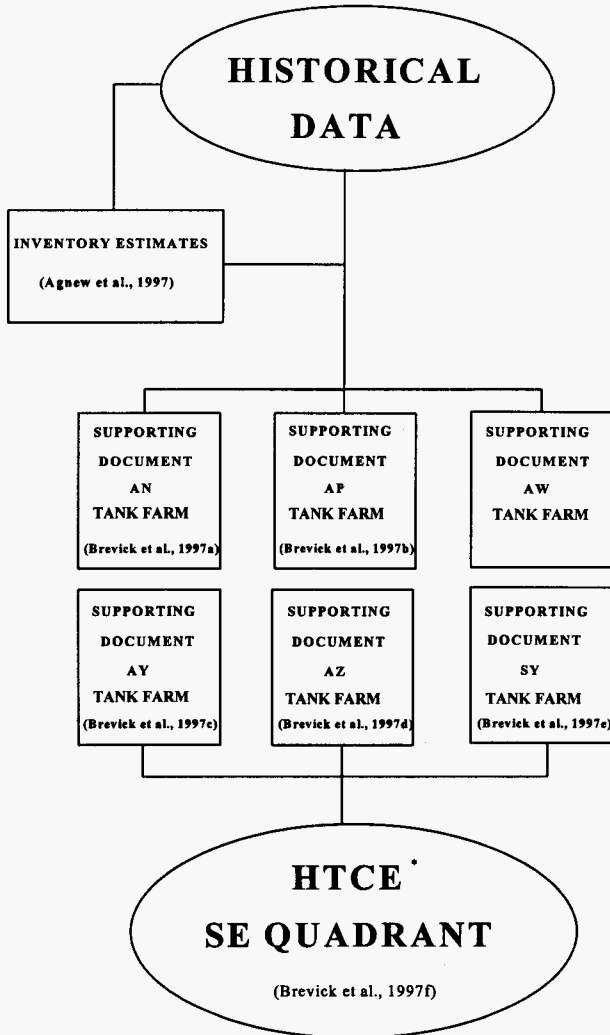 HISTORICAL
DATA
INVENTORY ESTIMATES
(Agnew et al., 1997)
SUPPORTING
DOCUMENT
AN
TANK FARM
(Brevick et al., 1997a)
SUPPORTING
DOCUMENT
AP
TANK FARM
(Brevick et al., 1997b)
SUPPORTING
DOCUMENT
AW
TANK FARM
SUPPORTING
DOCUMENT
AY
TANK FARM
(Brevick et al., 1997c)
SUPPORTING
DOCUMENT
AZ
TANK FARM
(Brevick et al., 1997d)
SUPPORTING
DOCUMENT
SY
TANK FARM
(Brevick et al., 1997e)
HTCE *
SE QUADRANT
(Brevick et al., 1997f)